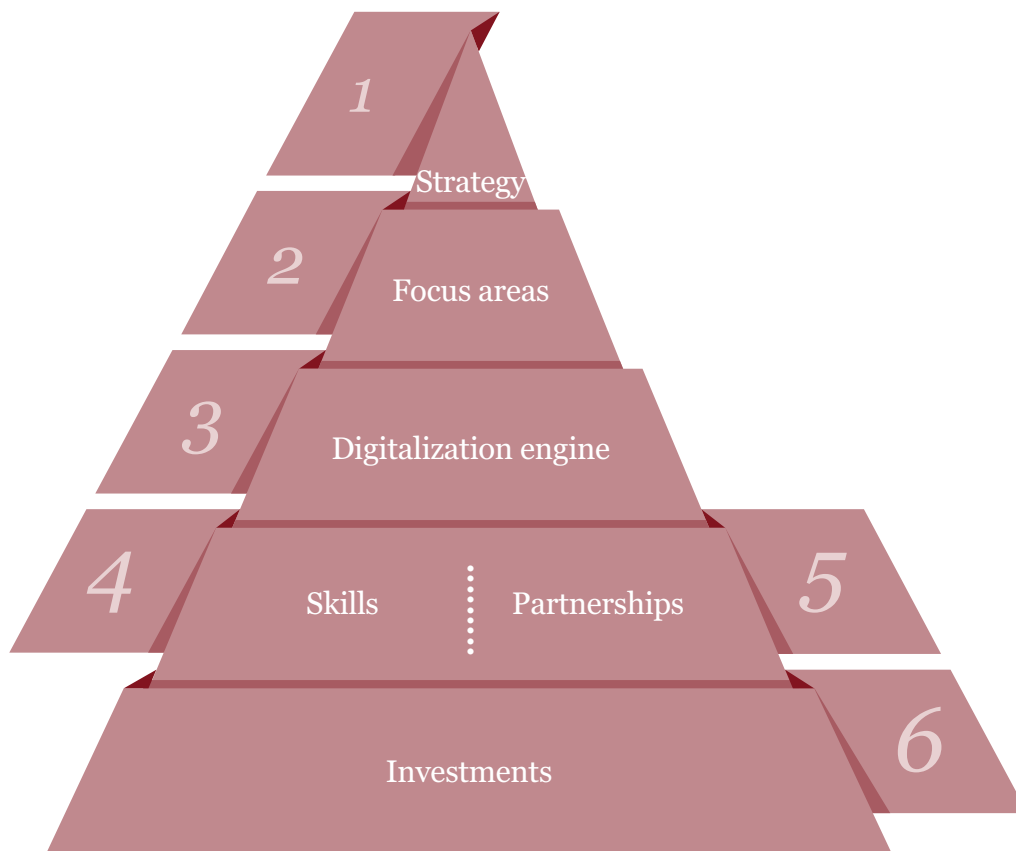 1
Strategy
2
Focus areas
3
Digitalization engine
4
Skills
Partnerships
5
Investments
6